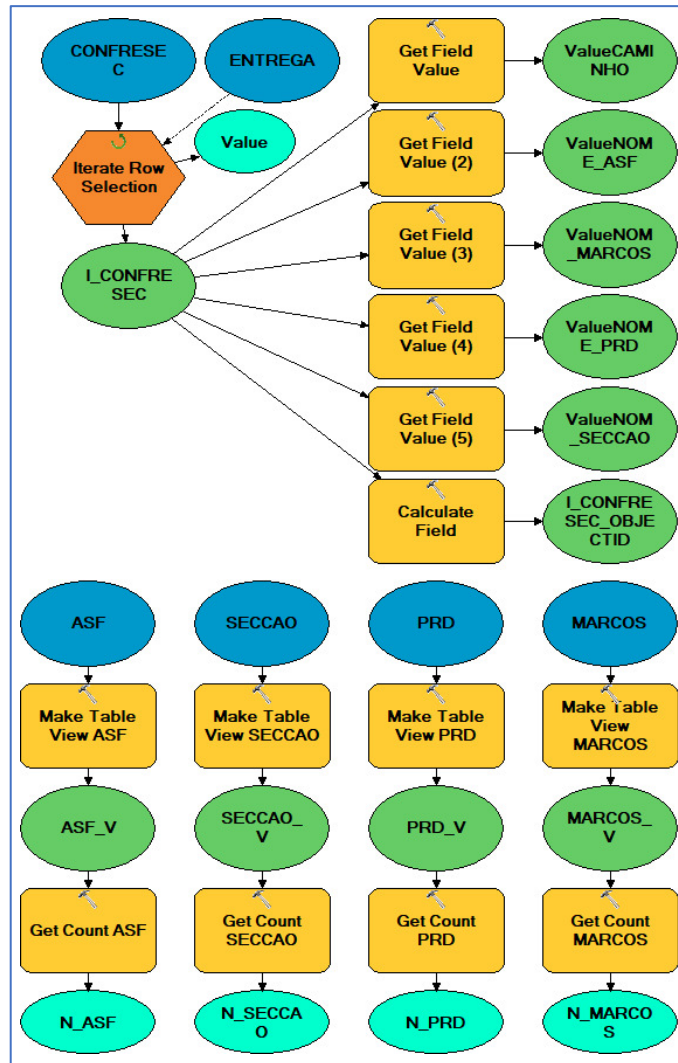 CONFRESE
C
ENTREGA
Get Field
Value
ValueCAMI
NHO
Iterate Row
Selection
Value
Get Field
Value (2)
ValueNOM
E_ASF
I_CONFRE
SEC
Get Field
Value (3)
ValueNOM
_MARCOS
Get Field
Value (4)
ValueNOM
E_PRD
Get Field
Value (5)
ValueNOM
_SECCAO
Calculate
Field
I_CONFRE
SEC_OBJE
CTID
ASF
SECCAO
PRD
MARCOS
Make Table
View ASF
Make Table
View SECCAO
Make Table
View PRD
Make Table
View
MARCOS
ASF_V
SECCAO_
V
PRD_V
MARCOS_
V
Get Count ASF
Get Count
SECCAO
Get Count
PRD
Get Count
MARCOS
N_ASF
N_SECCA
O
N_PRD
N_MARCO
S